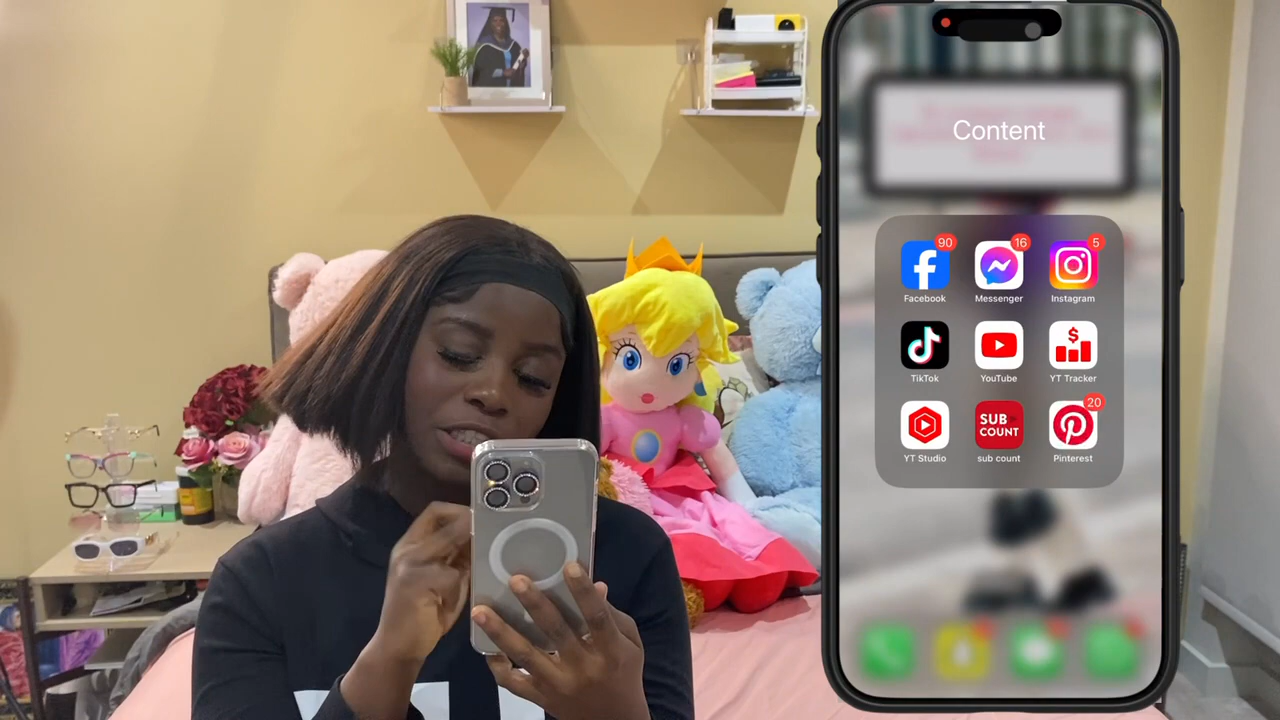 Content
90
16
5
Facebook
Messenger
Instagram
$
TikTok
YouTube
YT Tracker
20
SUB
COUNT
YT Studio
sub count
Pinterest